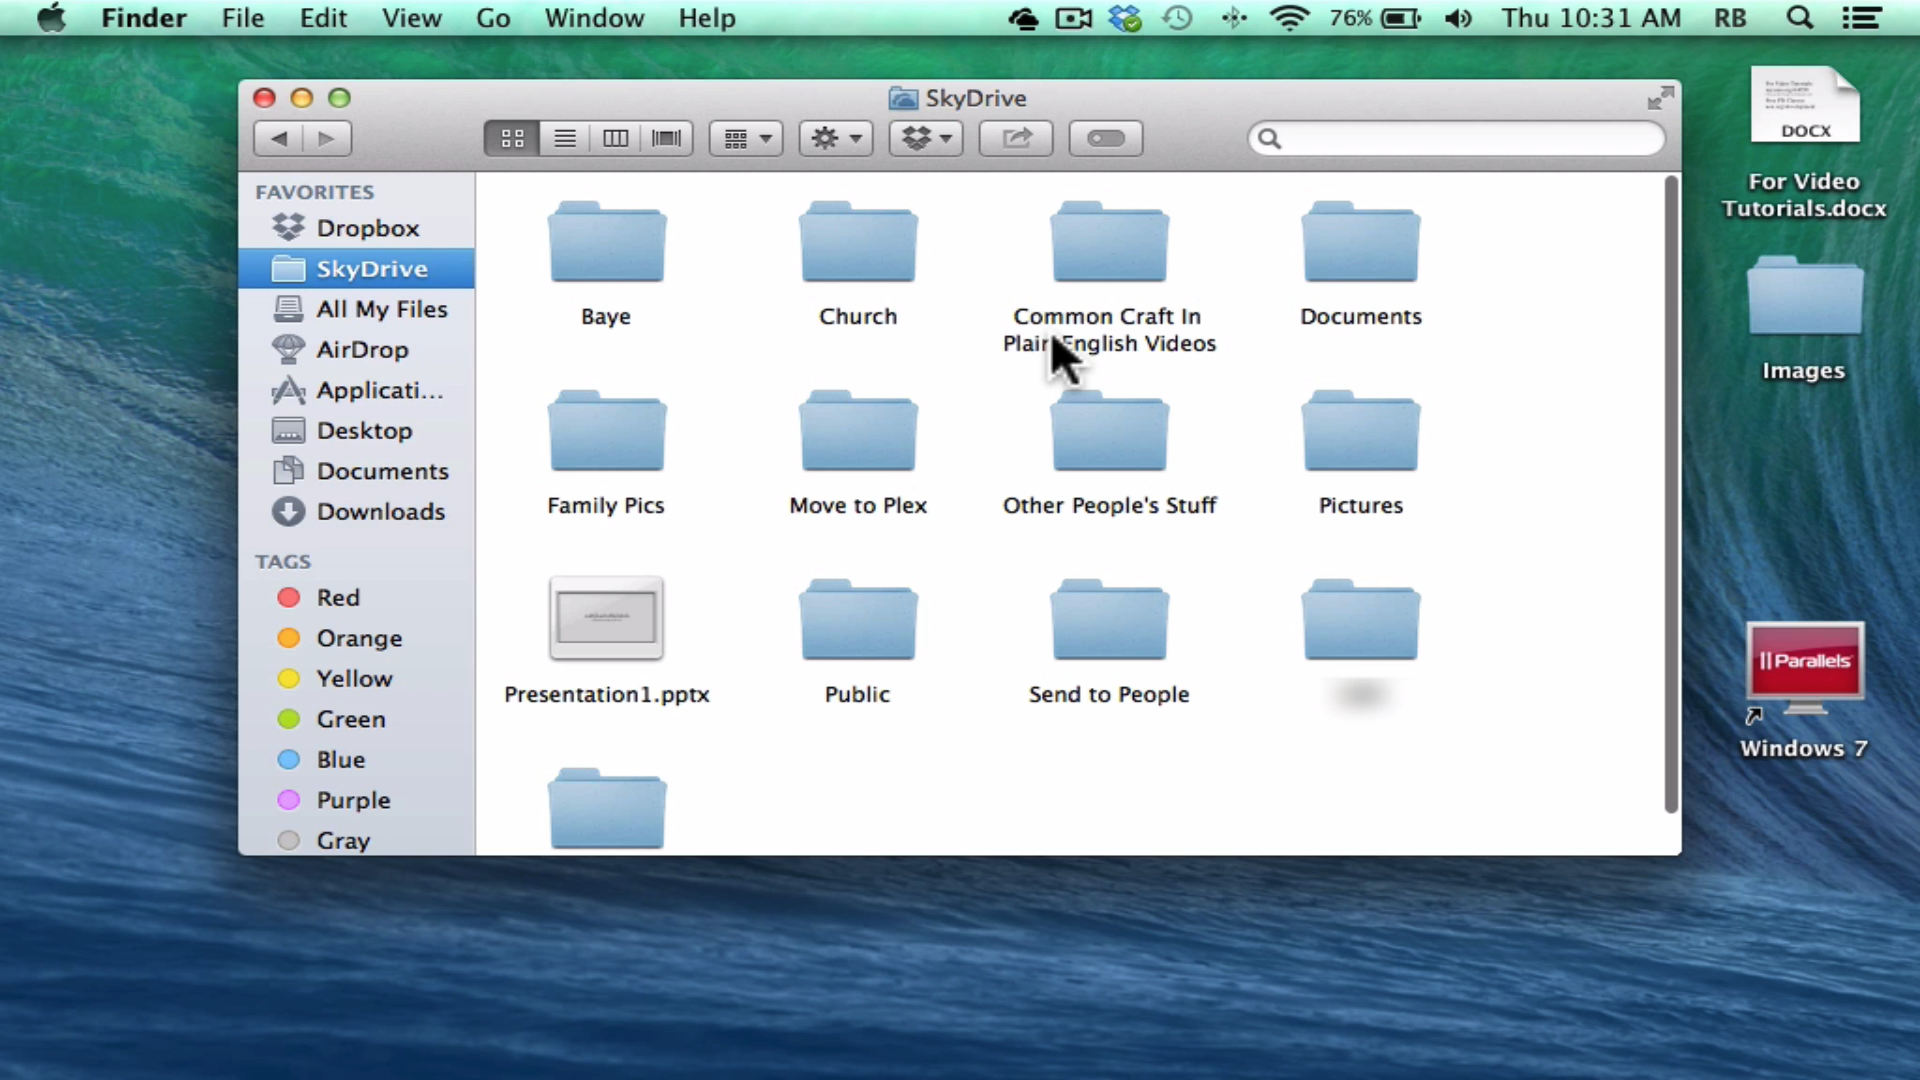 Finder File Edit View Go Window Help 76% Thu 10:31 AM RB
SkyDrive
FAVORITES
Dropbox
SkyDrive
All My Files
AirDrop
Applicati...
Desktop
Documents
Downloads
TAGS
Red
Orange
Yellow
Green
Blue
Purple
Gray
Baye
Church
Common Craft In
Plain English Videos
Documents
Family Pics
Move to Plex
Other People's Stuff
Pictures
Presentation1.pptx
Public
Send to People
DOCX
For Video
Tutorials.docx
Images
Parallels
Windows 7